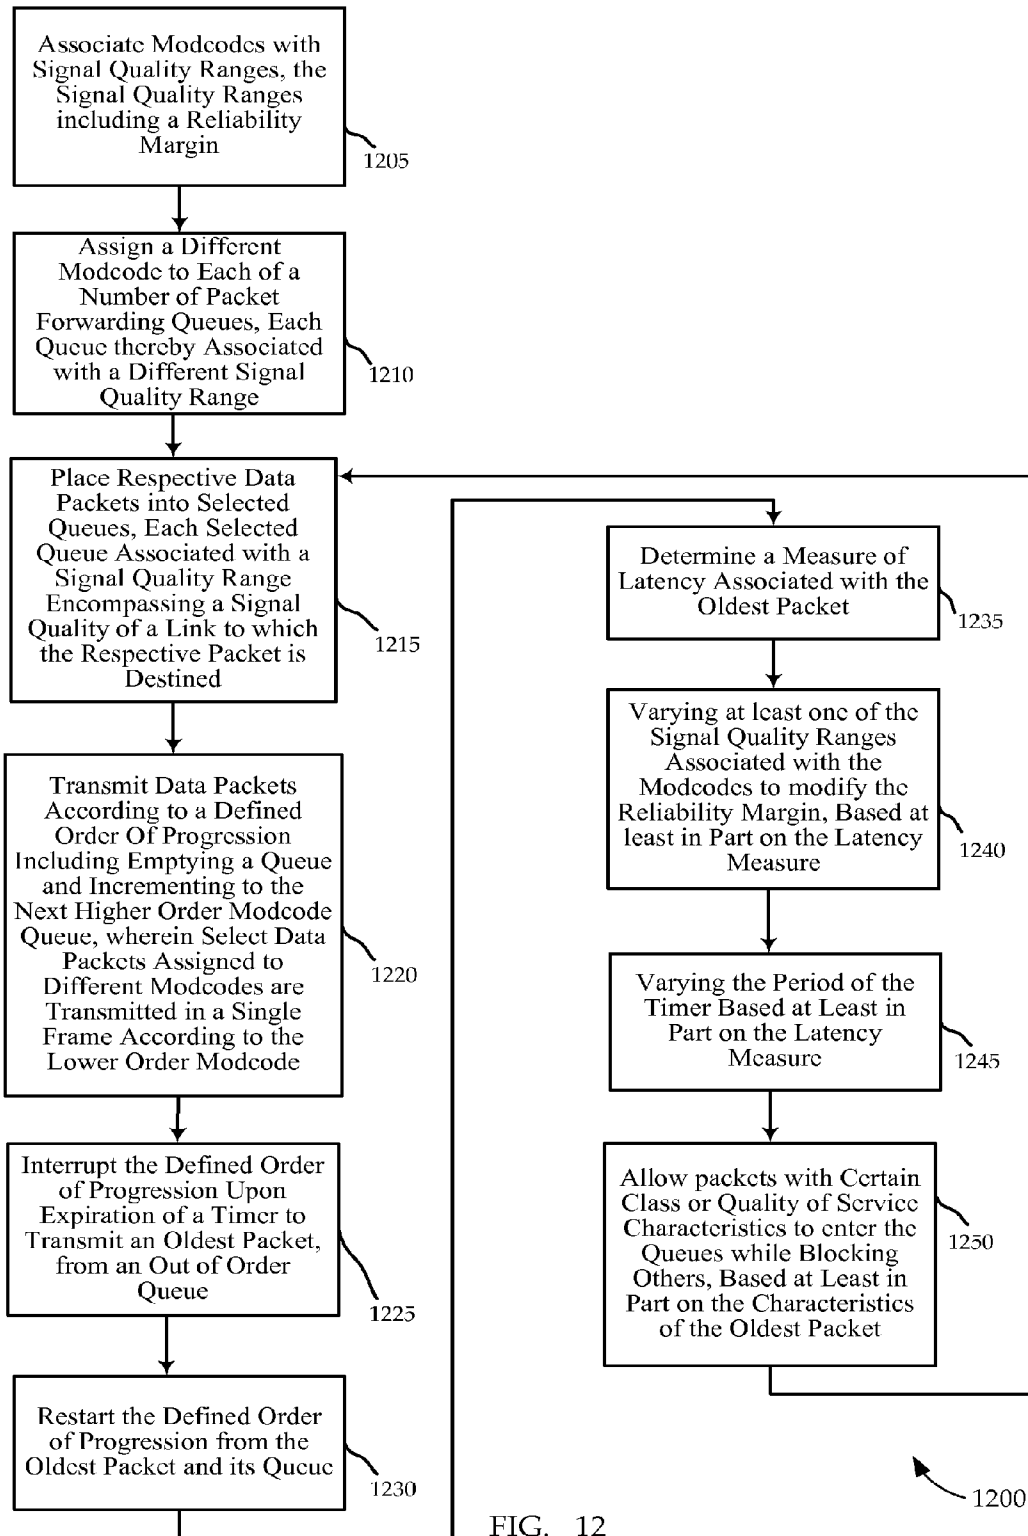 Associate Modcodes with
Signal Quality Ranges, the
Signal Quality Ranges
including a Reliability
Margin
1205
Assign a Different
Modcode to Each of a
Number of Packet
Forwarding Queues, Each
Queue thereby Associated
with a Different Signal
Quality Range
1210
Place Respective Data
Packets into Selected
Queues, Each Selected
Queue Associated with a
Signal Quality Range
Encompassing a Signal
Quality of a Link to which
the Respective Packet is
Destined
1215
Transmit Data Packets
According to a Defined
Order Of Progression
Including Emptying a Queue
and Incrementing to the
Next Higher Order Modcode
Queue, wherein Select Data
Packets Assigned to
Different Modcodes are
Transmitted in a Single
Frame According to the
Lower Order Modcode
1220
Interrupt the Defined Order
of Progression Upon
Expiration of a Timer to
Transmit an Oldest Packet,
from an Out of Order
Queue
1225
Restart the Defined Order
of Progression from the
Oldest Packet and its Queue
1230
Determine a Measure of
Latency Associated with the
Oldest Packet
1235
Varying at least one of the
Signal Quality Ranges
Associated with the
Modcodes to modify the
Reliability Margin, Based at
least in Part on the Latency
Measure
1240
Varying the Period of the
Timer Based at Least in
Part on the Latency
Measure
1245
Allow packets with Certain
Class or Quality of Service
Characteristics to enter the
Queues while Blocking
Others, Based at Least in
Part on the Characteristics
of the Oldest Packet
1250
1200
FIG. 12